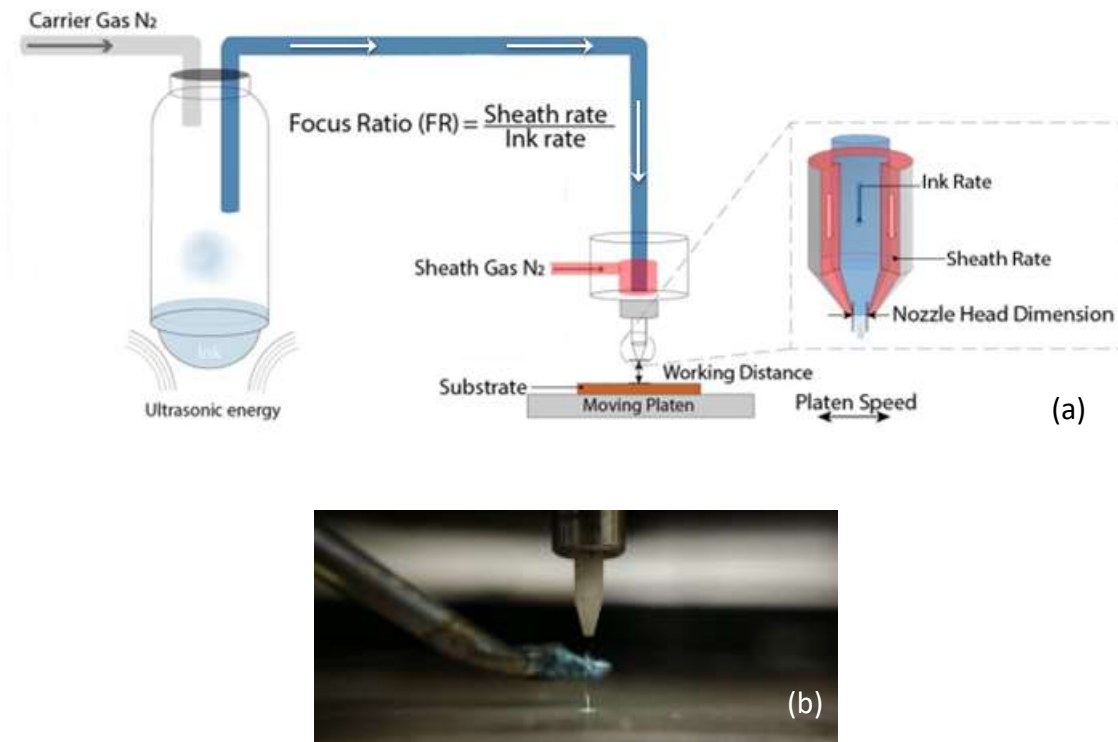 Carrier Gas N₂
Focus Ratio (FR) = Sheath rate
Ink rate
Ink Rate
Sheath Gas N₂
Sheath Rate
Nozzle Head Dimension
Ink
Working Distance
Substrate
Moving Platen
Platen Speed
Ultrasonic energy
(a)
(b)